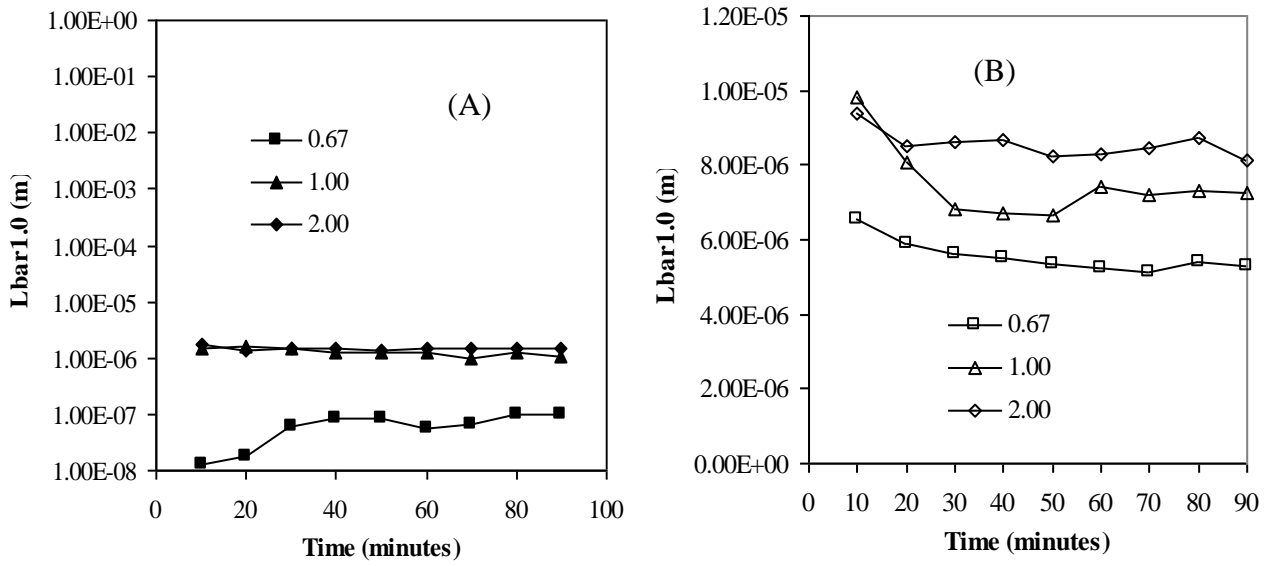 1.00E+00
1.00E-01
1.00E-02
1.00E-03
1.00E-04
1.00E-05
1.00E-06
1.00E-07
1.00E-08
Lbar1.0 (m)
(A)
0.67
1.00
2.00
0 20 40 60 80 100
Time (minutes)
1.20E-05
1.00E-05
8.00E-06
6.00E-06
4.00E-06
2.00E-06
0.00E+00
Lbar1.0 (m)
(B)
0.67
1.00
2.00
0 10 20 30 40 50 60 70 80 90
Time (minutes)